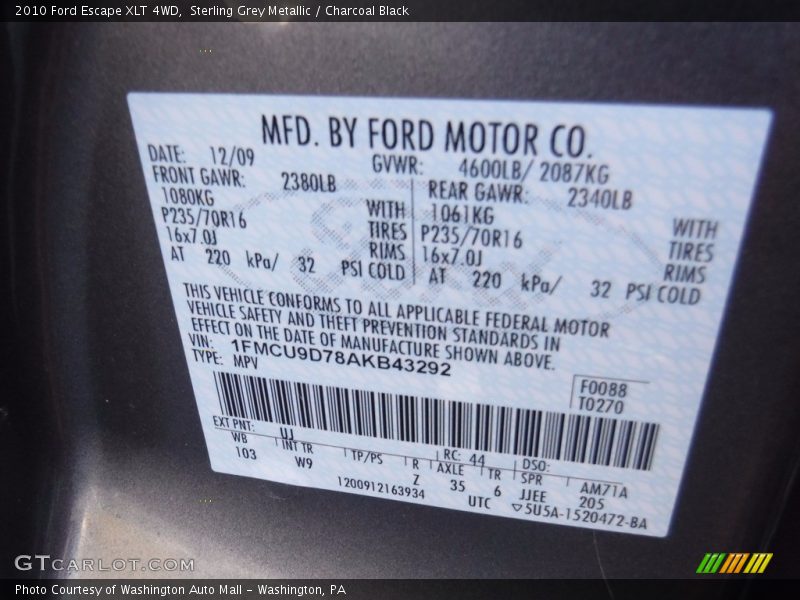 2010 Ford Escape XLT 4WD, Sterling Grey Metallic / Charcoal Black
MFD. BY FORD MOTOR CO.
DATE: 12/09 GVWR: 4600LB/ 2087KG
FRONT GAWR: 2380LB REAR GAWR: 2340LB
1080KG WITH 1061KG WITH
P235/70R16 TIRES P235/70R16 TIRES
16x7.0J RIMS 16x7.0J RIMS
AT 220 kPa/ 32 PSI COLD AT 220 kPa/ 32 PSI COLD
THIS VEHICLE CONFORMS TO ALL APPLICABLE FEDERAL MOTOR
VEHICLE SAFETY AND THEFT PREVENTION STANDARDS IN
EFFECT ON THE DATE OF MANUFACTURE SHOWN ABOVE.
VIN: 1FMCU9D78AKB43292
TYPE: MPV
F0088
T0270
EXT PNT: UJ RC: 44 DSO:
WB INT TR TP/PS R AXLE TR SPR AM71A
103 W9 Z 35 6 JJEE 205
1200912163934 UTC ▽5U5A-1520472-BA
GTCARLOT.COM
Photo Courtesy of Washington Auto Mall - Washington, PA